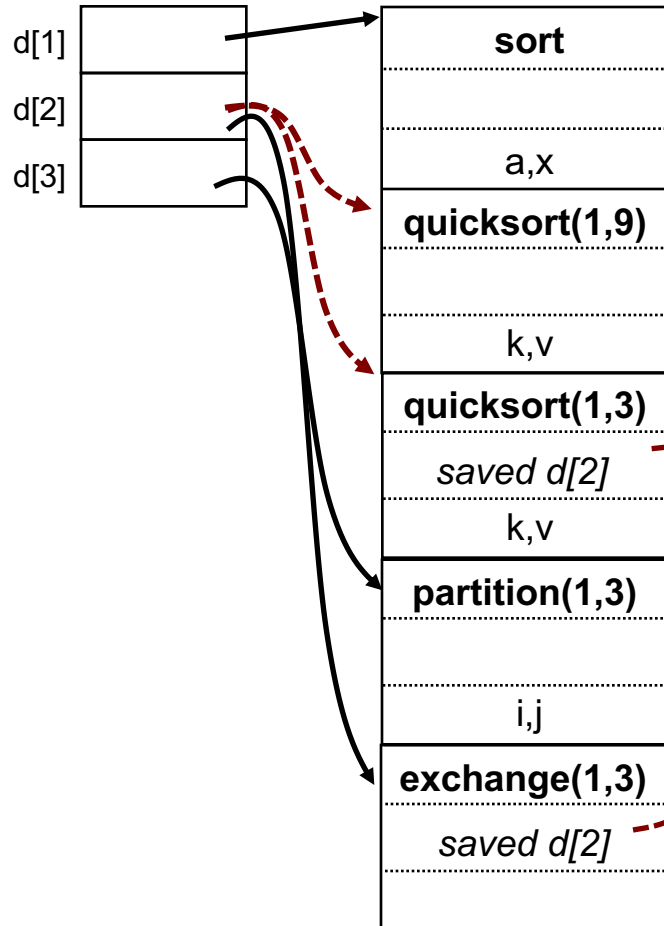 d[1]
d[2]
d[3]
sort
a,x
quicksort(1,9)
k,v
quicksort(1,3)
saved d[2]
k,v
partition(1,3)
i,j
exchange(1,3)
saved d[2]